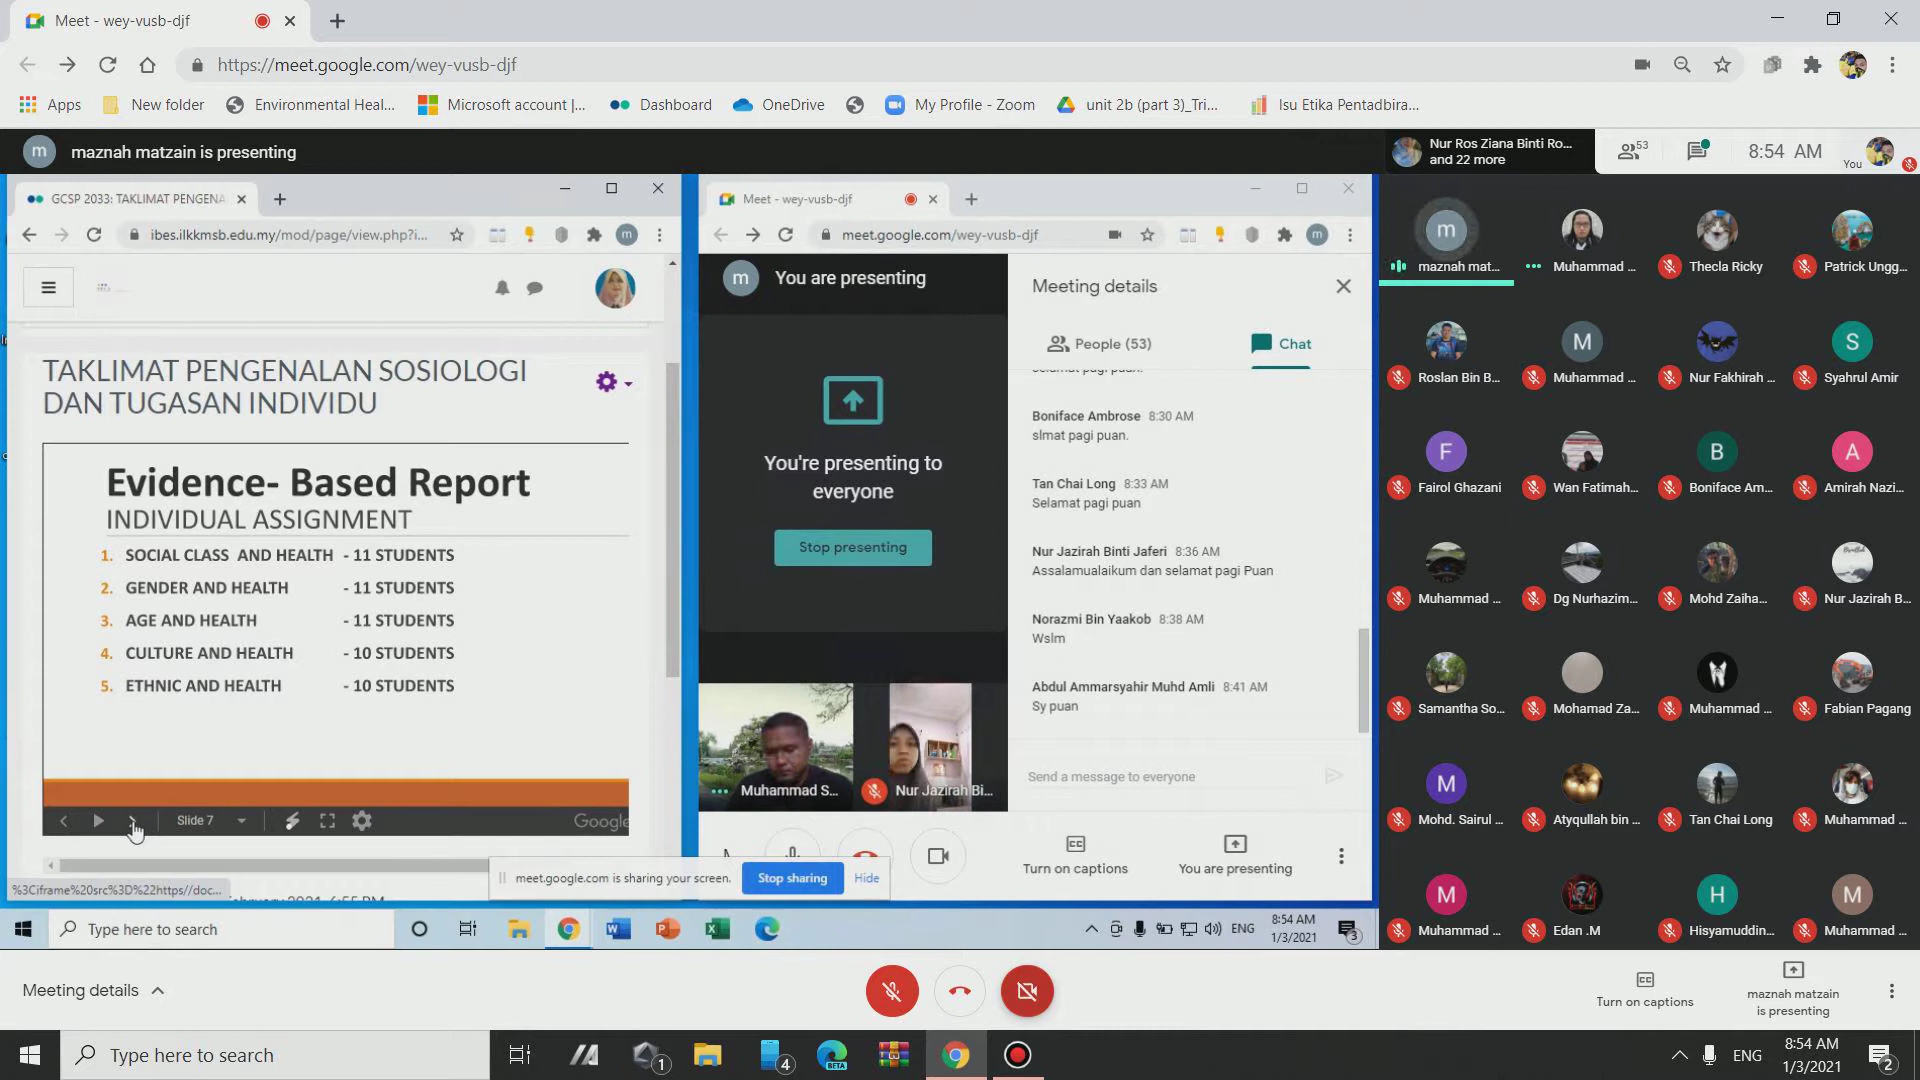 Meet - wey-vusb-djf
https://meet.google.com/wey-vusb-djf
Apps
New folder
Environmental Heal...
Microsoft account |...
Dashboard
OneDrive
My Profile - Zoom
unit 2b (part 3)_Tri...
Isu Etika Pentadbira...
m
maznah matzain is presenting
Nur Ros Ziana Binti Ro...
and 22 more
53
8:54 AM
You
GCSP 2033: TAKLIMAT PENGENA
ibes.ilkkmsb.edu.my/mod/page/view.php?i...
m
TAKLIMAT PENGENALAN SOSIOLOGI
DAN TUGASAN INDIVIDU
Evidence- Based Report
INDIVIDUAL ASSIGNMENT
1. SOCIAL CLASS AND HEALTH - 11 STUDENTS
2. GENDER AND HEALTH - 11 STUDENTS
3. AGE AND HEALTH - 11 STUDENTS
4. CULTURE AND HEALTH - 10 STUDENTS
5. ETHNIC AND HEALTH - 10 STUDENTS
Slide 7
Google
%3Ciframe%20src%3D%22https//doc...
Meet - wey-vusb-djf
meet.google.com/wey-vusb-djf
m
m
You are presenting
You're presenting to
everyone
Stop presenting
Muhammad S...
Nur Jazirah Bi...
Meeting details
People (53)
Chat
Selamat pagi puan.
Boniface Ambrose 8:30 AM
slmat pagi puan.
Tan Chai Long 8:33 AM
Selamat pagi puan
Nur Jazirah Binti Jaferi 8:36 AM
Assalamualaikum dan selamat pagi Puan
Norazmi Bin Yaakob 8:38 AM
Wslm
Abdul Ammarsyahir Muhd Amli 8:41 AM
Sy puan
Send a message to everyone
Turn on captions
You are presenting
meet.google.com is sharing your screen.
Stop sharing
Hide
Type here to search
ENG
8:54 AM
1/3/2021
3
m
maznah mat...
Muhammad ...
Thecla Ricky
Patrick Ungg...
Roslan Bin B...
M
Muhammad ...
Nur Fakhirah ...
S
Syahrul Amir
F
Fairol Ghazani
Wan Fatimah...
B
Boniface Am...
A
Amirah Nazi...
Muhammad ...
Dg Nurhazim...
Mohd Zaiha...
Nur Jazirah B...
Samantha So...
Mohamad Za...
Muhammad ...
Fabian Pagang
M
Mohd. Sairul ...
Atyqullah bin ...
Tan Chai Long
Muhammad ...
M
Muhammad ...
Edan .M
H
Hisyamuddin...
M
Muhammad ...
Meeting details
Turn on captions
maznah matzain
is presenting
Type here to search
1
4
BETA
ENG
8:54 AM
1/3/2021
2